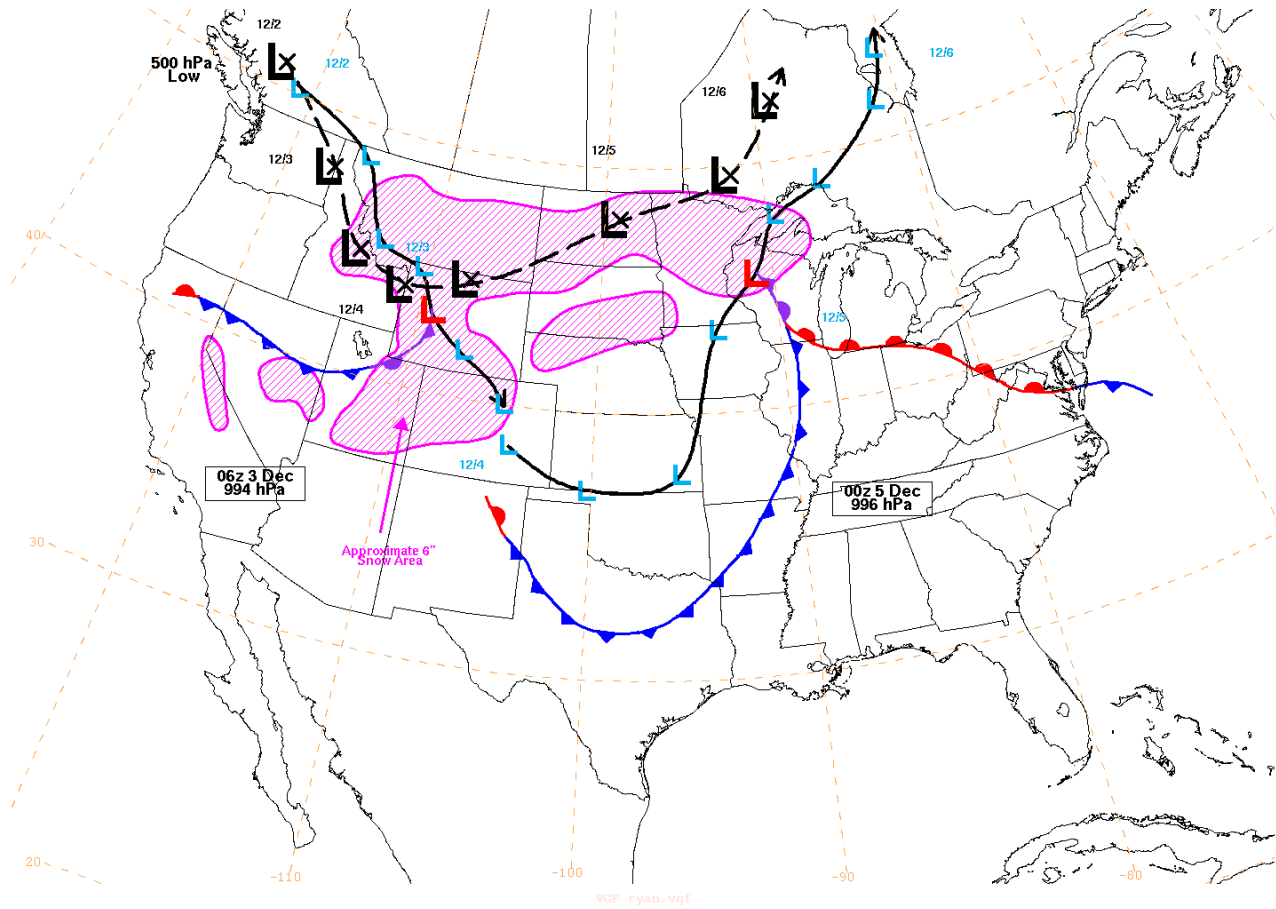 12/2
500 hPa
Low
12/2
12/6
12/6
12/5
12/3
40
12/3
12/4
12/5
12/4
06z 3 Dec
994 hPa
00z 5 Dec
996 hPa
30
Approximate 6"
Snow Area
20
-110
-100
-90
-80
VGF ryan.vgf